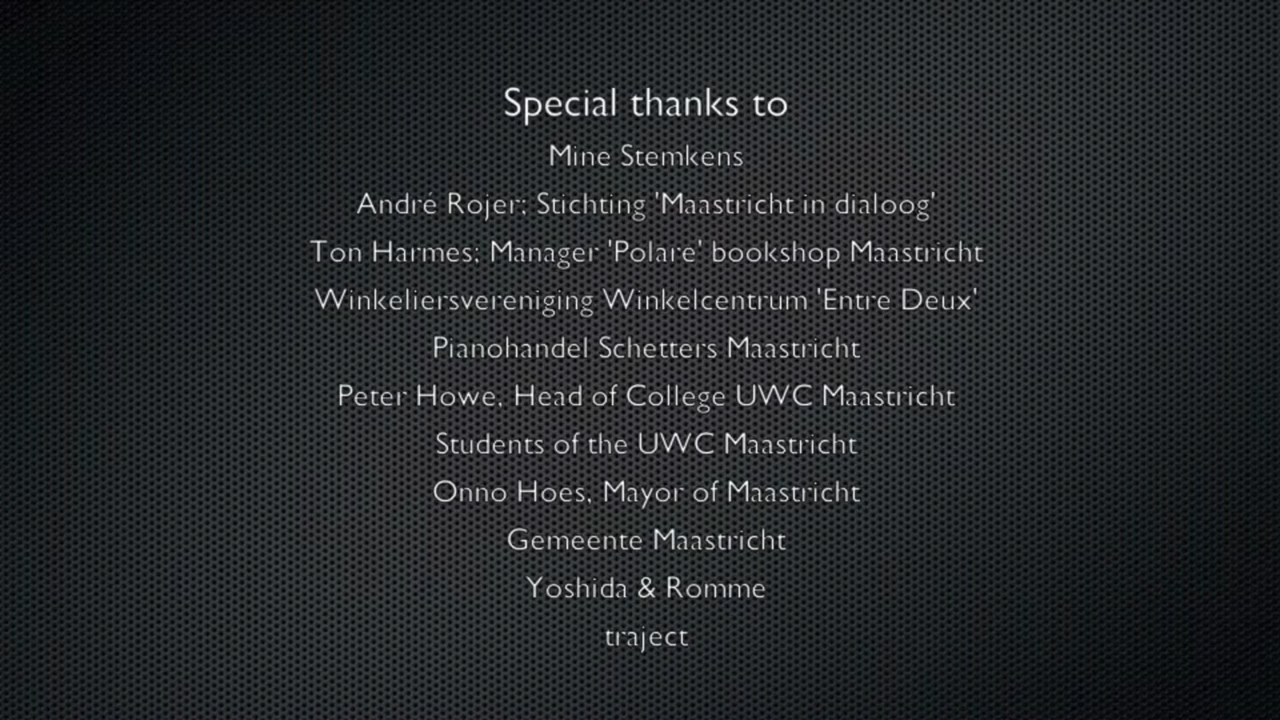 Special thanks to
Mine Stemkens
André Rojer; Stichting 'Maastricht in dialoog'
Ton Harmes; Manager 'Polare' bookshop Maastricht
Winkeliersvereniging Winkelcentrum 'Entre Deux'
Pianohandel Schetters Maastricht
Peter Howe, Head of College UWC Maastricht
Students of the UWC Maastricht
Onno Hoes, Mayor of Maastricht
Gemeente Maastricht
Yoshida & Romme
traject